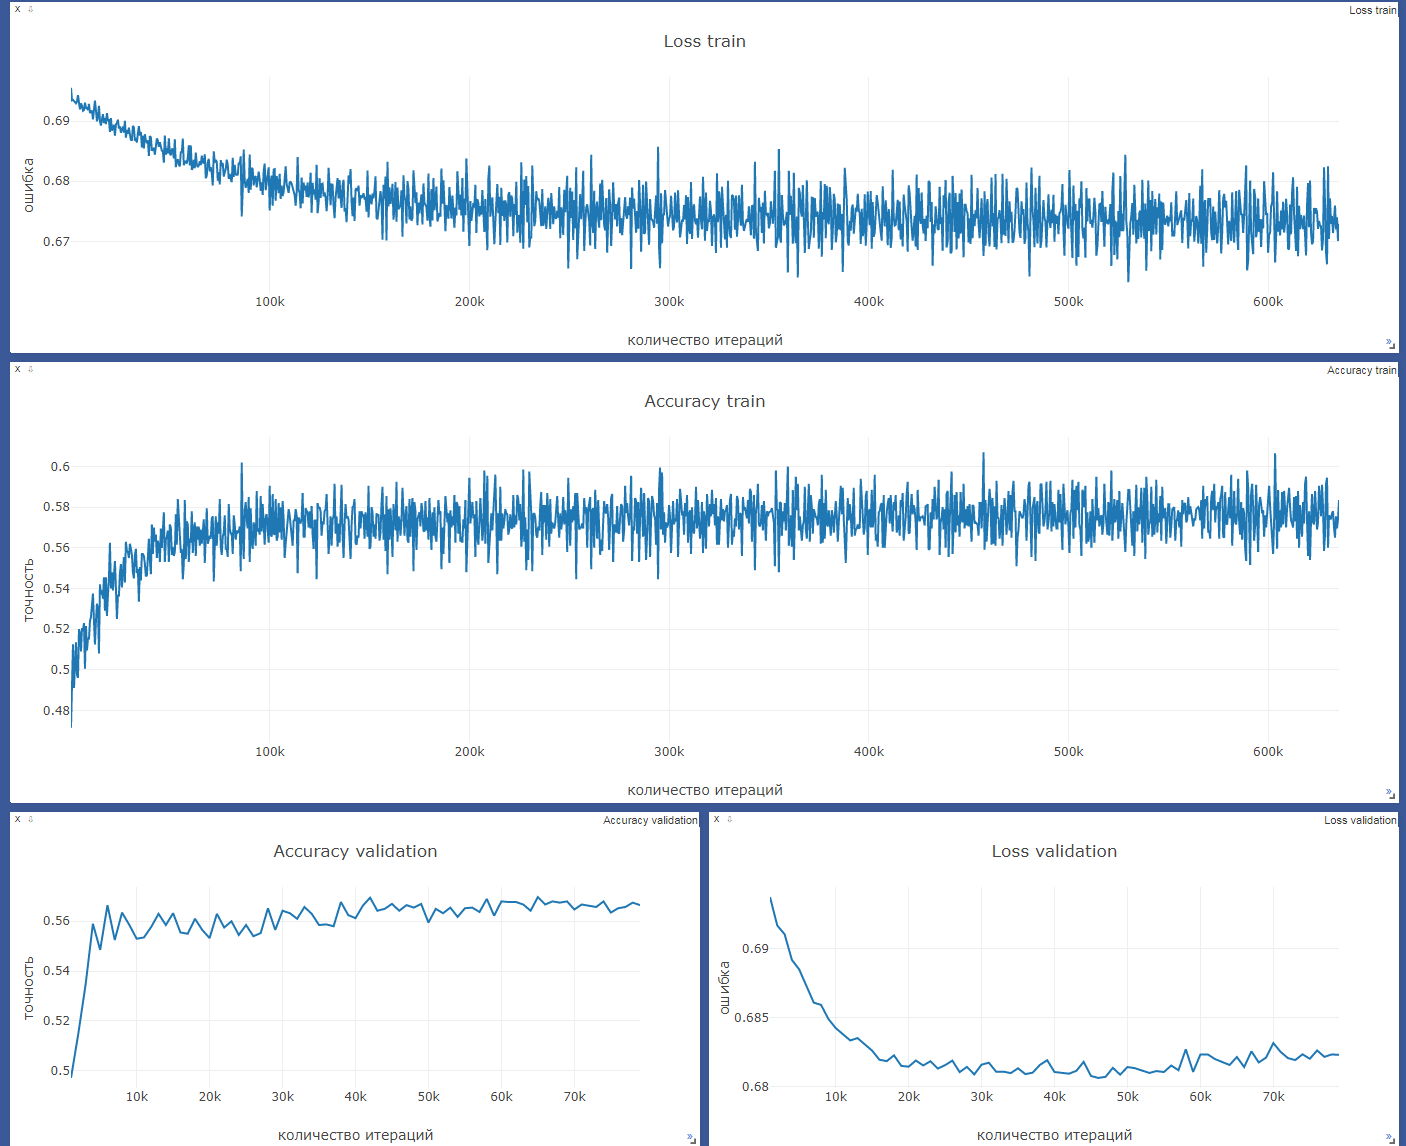 X ⇩ Loss train
Loss train
ошибка
0.69
0.68
0.67
100k 200k 300k 400k 500k 600k
количество итераций
»
X ⇩ Accuracy train
Accuracy train
точность
0.6
0.58
0.56
0.54
0.52
0.5
0.48
100k 200k 300k 400k 500k 600k
количество итераций
»
X ⇩ Accuracy validation
Accuracy validation
точность
0.56
0.54
0.52
0.5
10k 20k 30k 40k 50k 60k 70k
количество итераций
»
X ⇩ Loss validation
Loss validation
ошибка
0.69
0.685
0.68
10k 20k 30k 40k 50k 60k 70k
количество итераций
»